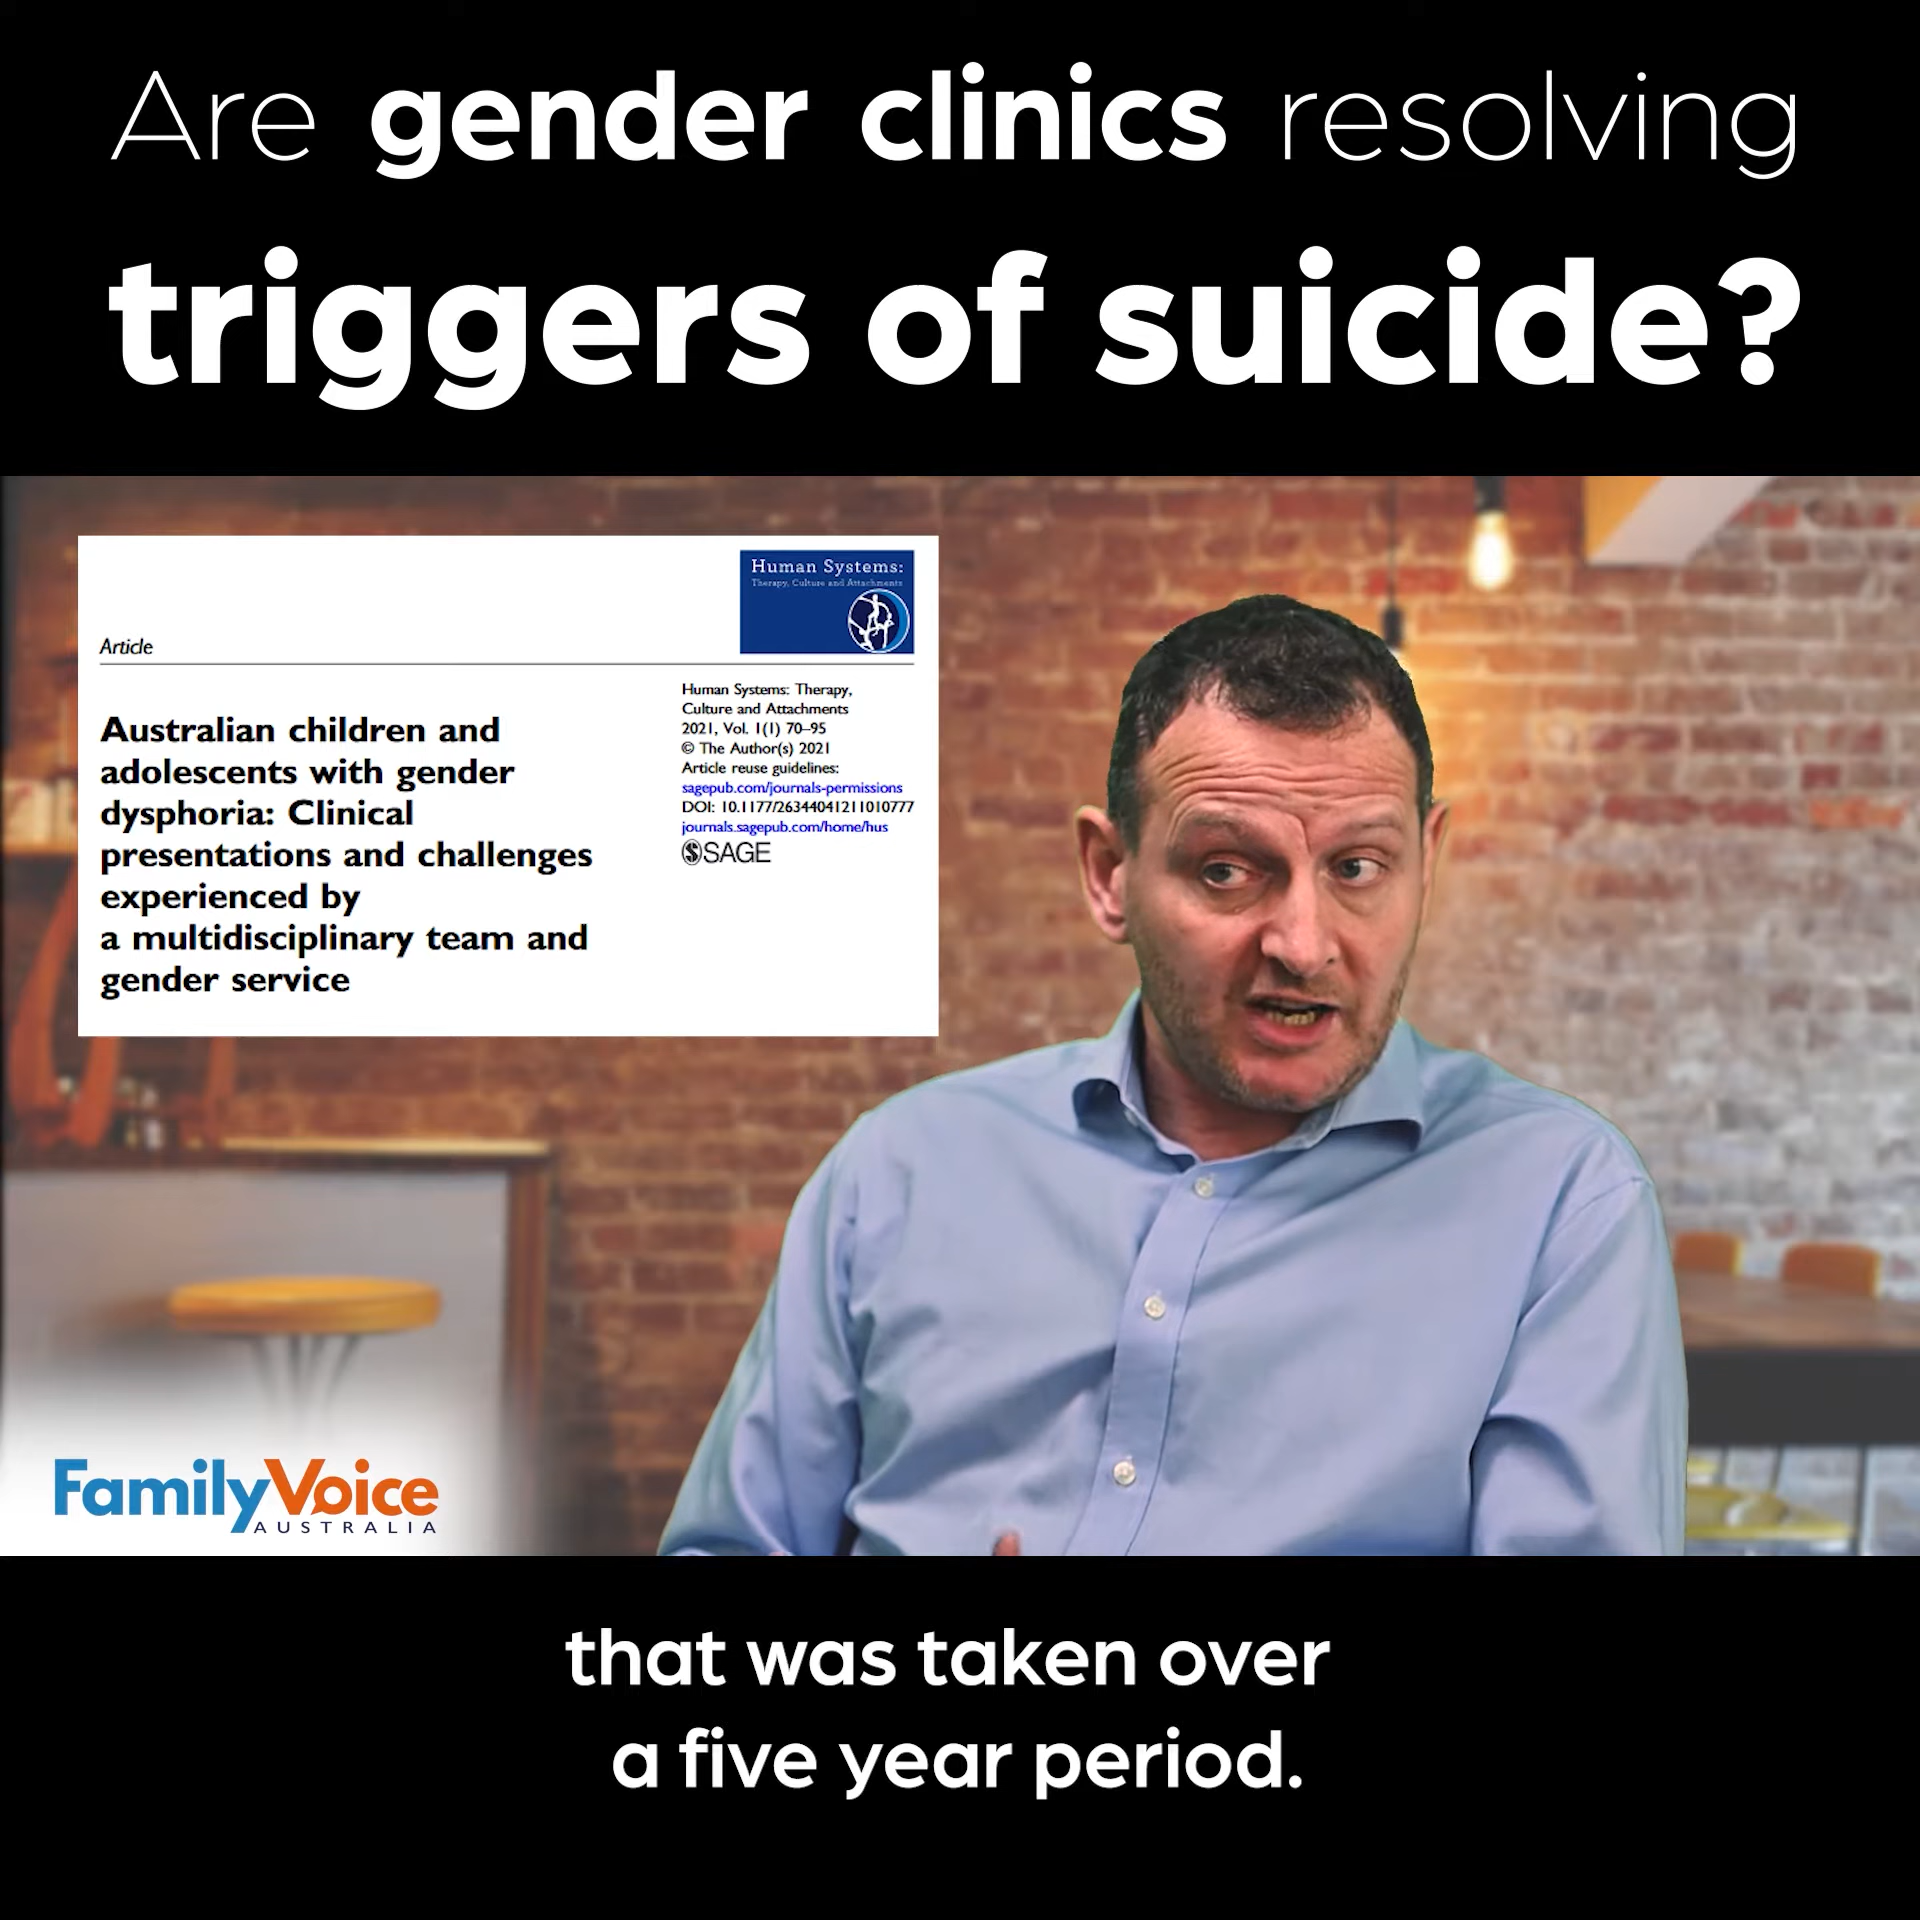 Are gender clinics resolving
triggers of suicide?
Human Systems:
Therapy, Culture and Attachments
Article
Human Systems: Therapy,
Culture and Attachments
2021, Vol. 1(1) 70–95
© The Author(s) 2021
Article reuse guidelines:
sagepub.com/journals-permissions
DOI: 10.1177/26344041211010777
journals.sagepub.com/home/hus
SAGE
Australian children and
adolescents with gender
dysphoria: Clinical
presentations and challenges
experienced by
a multidisciplinary team and
gender service
FamilyVoice
AUSTRALIA
that was taken over
a five year period.